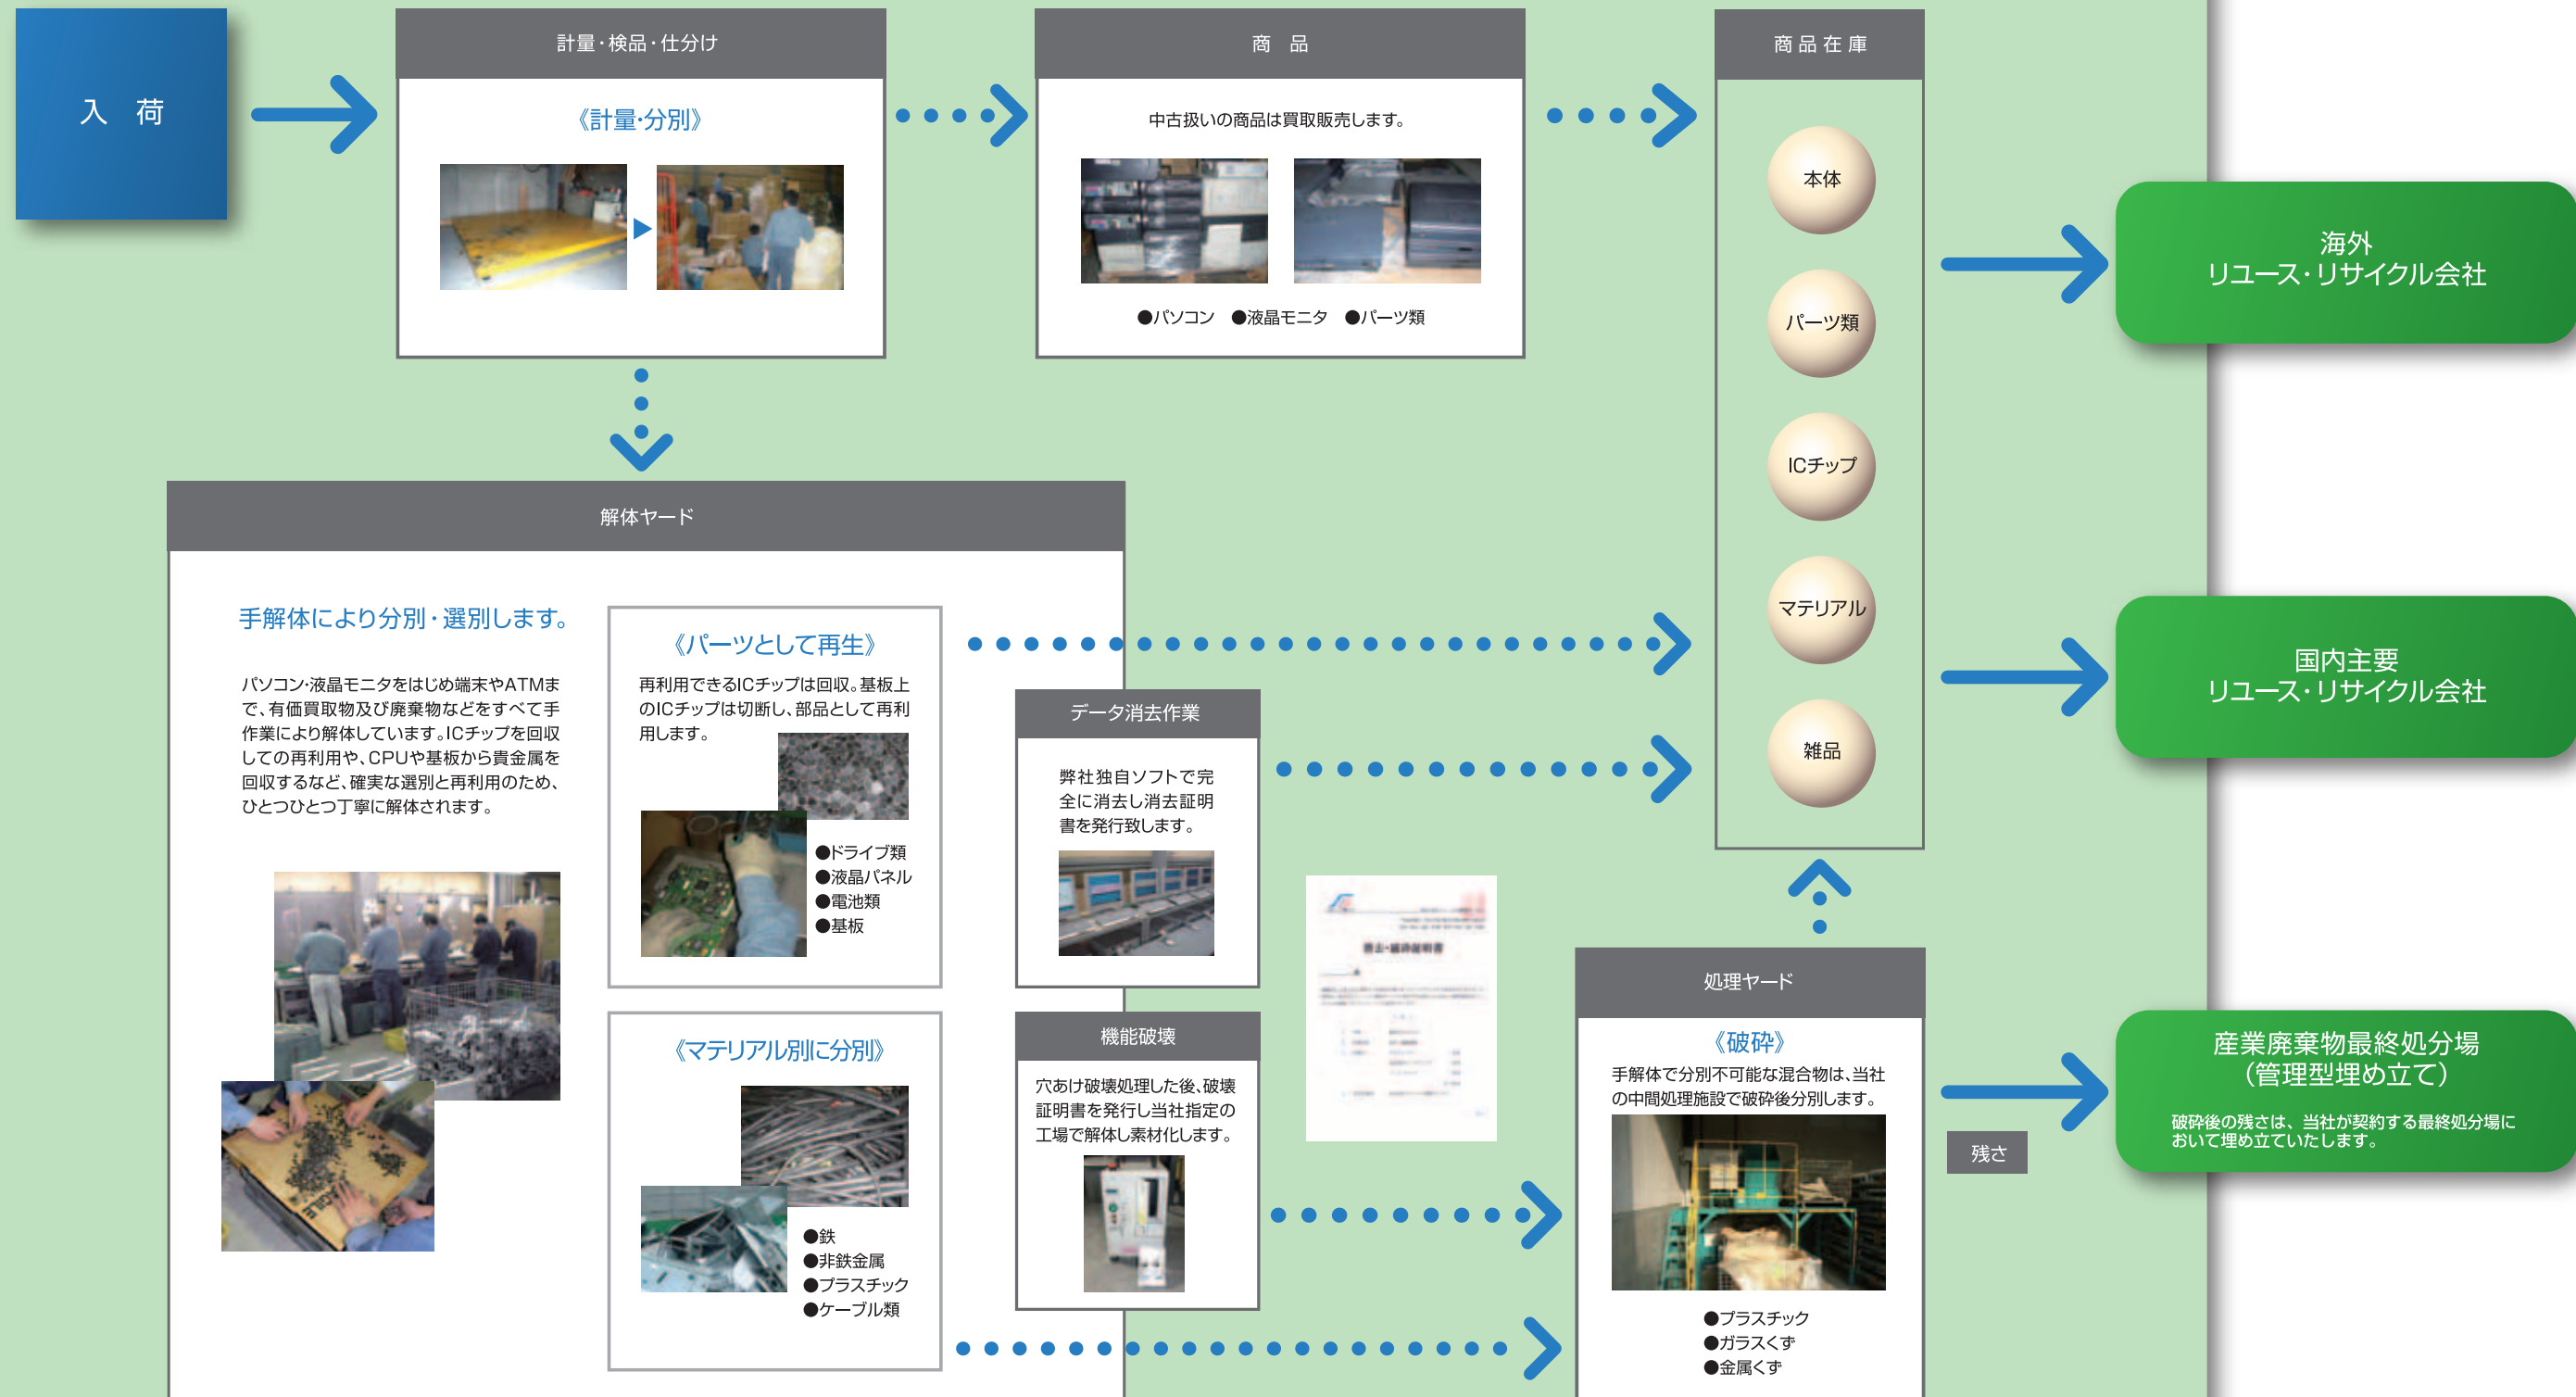 入　荷
計量・検品・仕分け
《計量・分別》
商　品
中古扱いの商品は買取販売します。
●パソコン　●液晶モニタ　●パーツ類
商品在庫
本体
パーツ類
ICチップ
マテリアル
雑品
海外
リユース・リサイクル会社
国内主要
リユース・リサイクル会社
解体ヤード
手解体により分別・選別します。
パソコン・液晶モニタをはじめ端末やATMま
で、有価買取物及び廃棄物などをすべて手
作業により解体しています。ICチップを回収
しての再利用や、CPUや基板から貴金属を
回収するなど、確実な選別と再利用のため、
ひとつひとつ丁寧に解体されます。
《パーツとして再生》
再利用できるICチップは回収。基板上
のICチップは切断し、部品として再利
用します。
●ドライブ類
●液晶パネル
●電池類
●基板
《マテリアル別に分別》
●鉄
●非鉄金属
●プラスチック
●ケーブル類
データ消去作業
弊社独自ソフトで完
全に消去し消去証明
書を発行致します。
機能破壊
穴あけ破壊処理した後、破壊
証明書を発行し当社指定の
工場で解体し素材化します。
消去・破砕証明書
処理ヤード
《破砕》
手解体で分別不可能な混合物は、当社
の中間処理施設で破砕後分別します。
●プラスチック
●ガラスくず
●金属くず
残さ
産業廃棄物最終処分場
（管理型埋め立て）
破砕後の残さは、当社が契約する最終処分場に
おいて埋め立ていたします。